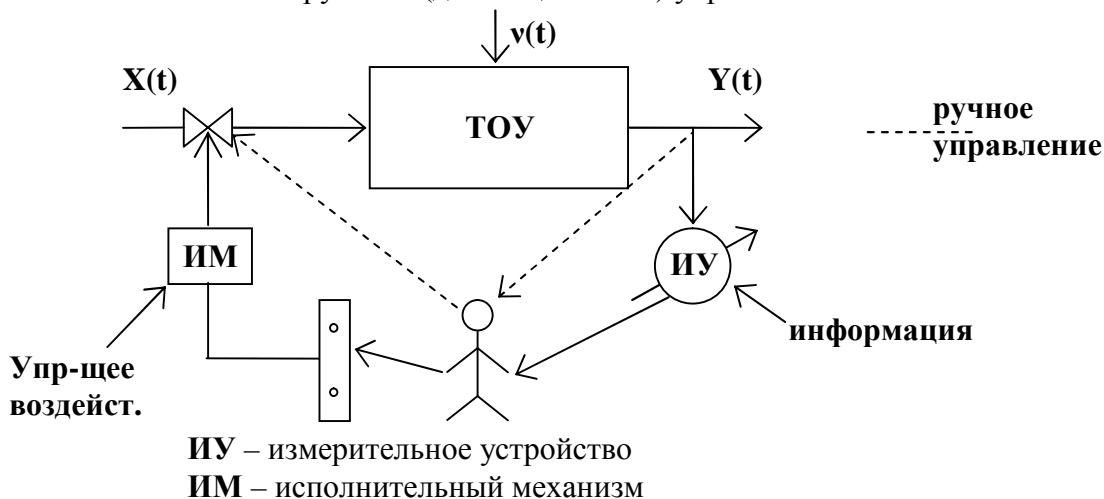 ν(t)
X(t)
Y(t)
ТОУ
ручное
управление
ИМ
ИУ
информация
Упр-щее
воздейст.
ИУ – измерительное устройство
ИМ – исполнительный механизм